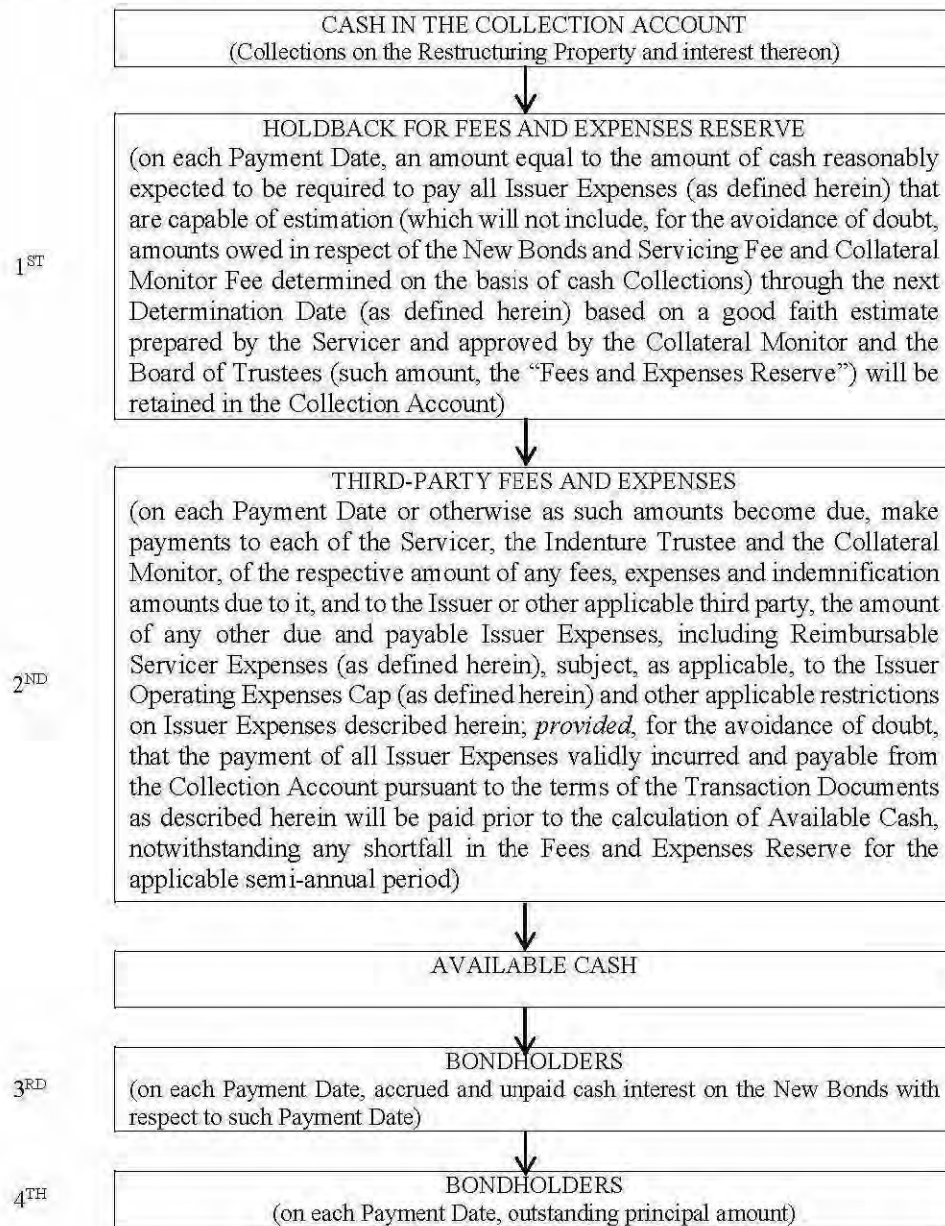 CASH IN THE COLLECTION ACCOUNT
(Collections on the Restructuring Property and interest thereon)
HOLDBACK FOR FEES AND EXPENSES RESERVE
(on each Payment Date, an amount equal to the amount of cash reasonably
expected to be required to pay all Issuer Expenses (as defined herein) that
are capable of estimation (which will not include, for the avoidance of doubt,
amounts owed in respect of the New Bonds and Servicing Fee and Collateral
1ST
Monitor Fee determined on the basis of cash Collections) through the next
Determination Date (as defined herein) based on a good faith estimate
prepared by the Servicer and approved by the Collateral Monitor and the
Board of Trustees (such amount, the “Fees and Expenses Reserve”) will be
retained in the Collection Account)
THIRD-PARTY FEES AND EXPENSES
(on each Payment Date or otherwise as such amounts become due, make
payments to each of the Servicer, the Indenture Trustee and the Collateral
Monitor, of the respective amount of any fees, expenses and indemnification
amounts due to it, and to the Issuer or other applicable third party, the amount
of any other due and payable Issuer Expenses, including Reimbursable
Servicer Expenses (as defined herein), subject, as applicable, to the Issuer
2ND
Operating Expenses Cap (as defined herein) and other applicable restrictions
on Issuer Expenses described herein; provided, for the avoidance of doubt,
that the payment of all Issuer Expenses validly incurred and payable from
the Collection Account pursuant to the terms of the Transaction Documents
as described herein will be paid prior to the calculation of Available Cash,
notwithstanding any shortfall in the Fees and Expenses Reserve for the
applicable semi-annual period)
AVAILABLE CASH
BONDHOLDERS
3RD
(on each Payment Date, accrued and unpaid cash interest on the New Bonds with
respect to such Payment Date)
BONDHOLDERS
4TH
(on each Payment Date, outstanding principal amount)